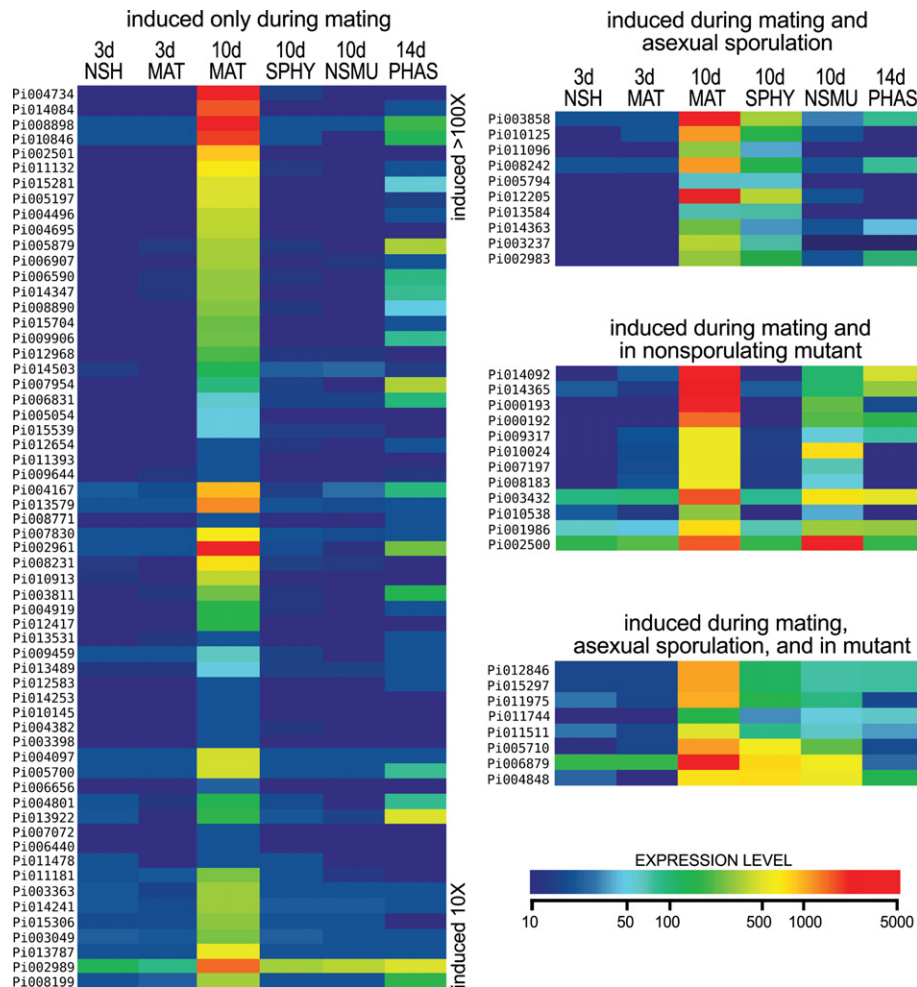 induced only during mating
3d 3d 10d 10d 10d 14d
NSH MAT MAT SPHY NSMU PHAS
Pi004734
Pi014084
Pi008898
Pi010846
Pi002501
Pi011132
Pi015281
Pi005197
Pi004496
Pi004695
Pi005879
Pi006907
Pi006590
Pi014347
Pi008890
Pi015704
Pi009906
Pi012968
Pi014503
Pi007954
Pi006831
Pi005054
Pi015539
Pi012654
Pi011393
Pi009644
Pi004167
Pi013579
Pi008771
Pi007830
Pi002961
Pi008231
Pi010913
Pi003811
Pi004919
Pi012417
Pi013531
Pi009459
Pi013489
Pi012583
Pi014253
Pi010145
Pi004382
Pi003398
Pi004097
Pi005700
Pi006656
Pi004801
Pi013922
Pi007072
Pi006440
Pi011478
Pi011181
Pi003363
Pi014241
Pi015306
Pi003049
Pi013787
Pi002989
Pi008199
induced >100X
induced 10X
induced during mating and
asexual sporulation
3d 3d 10d 10d 10d 14d
NSH MAT MAT SPHY NSMU PHAS
Pi003858
Pi010125
Pi011096
Pi008242
Pi005794
Pi012205
Pi013584
Pi014363
Pi003237
Pi002983
induced during mating and
in nonsporulating mutant
Pi014092
Pi014365
Pi000193
Pi000192
Pi009317
Pi010024
Pi007197
Pi008183
Pi003432
Pi010538
Pi001986
Pi002500
induced during mating,
asexual sporulation, and in mutant
Pi012846
Pi015297
Pi011975
Pi011744
Pi011511
Pi005710
Pi006879
Pi004848
EXPRESSION LEVEL
10 50 100 500 1000 5000